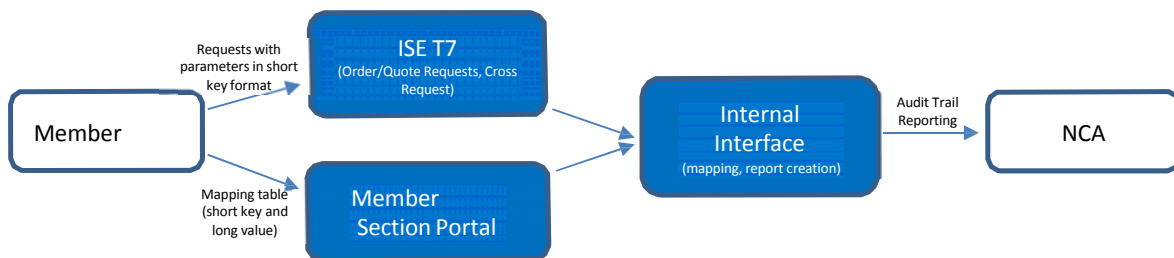 Member
Requests with
parameters in short
key format
ISE T7
(Order/Quote Requests, Cross
Request)
Mapping table
(short key and
long value)
Member
Section Portal
Internal
Interface
(mapping, report creation)
Audit Trail
Reporting
NCA